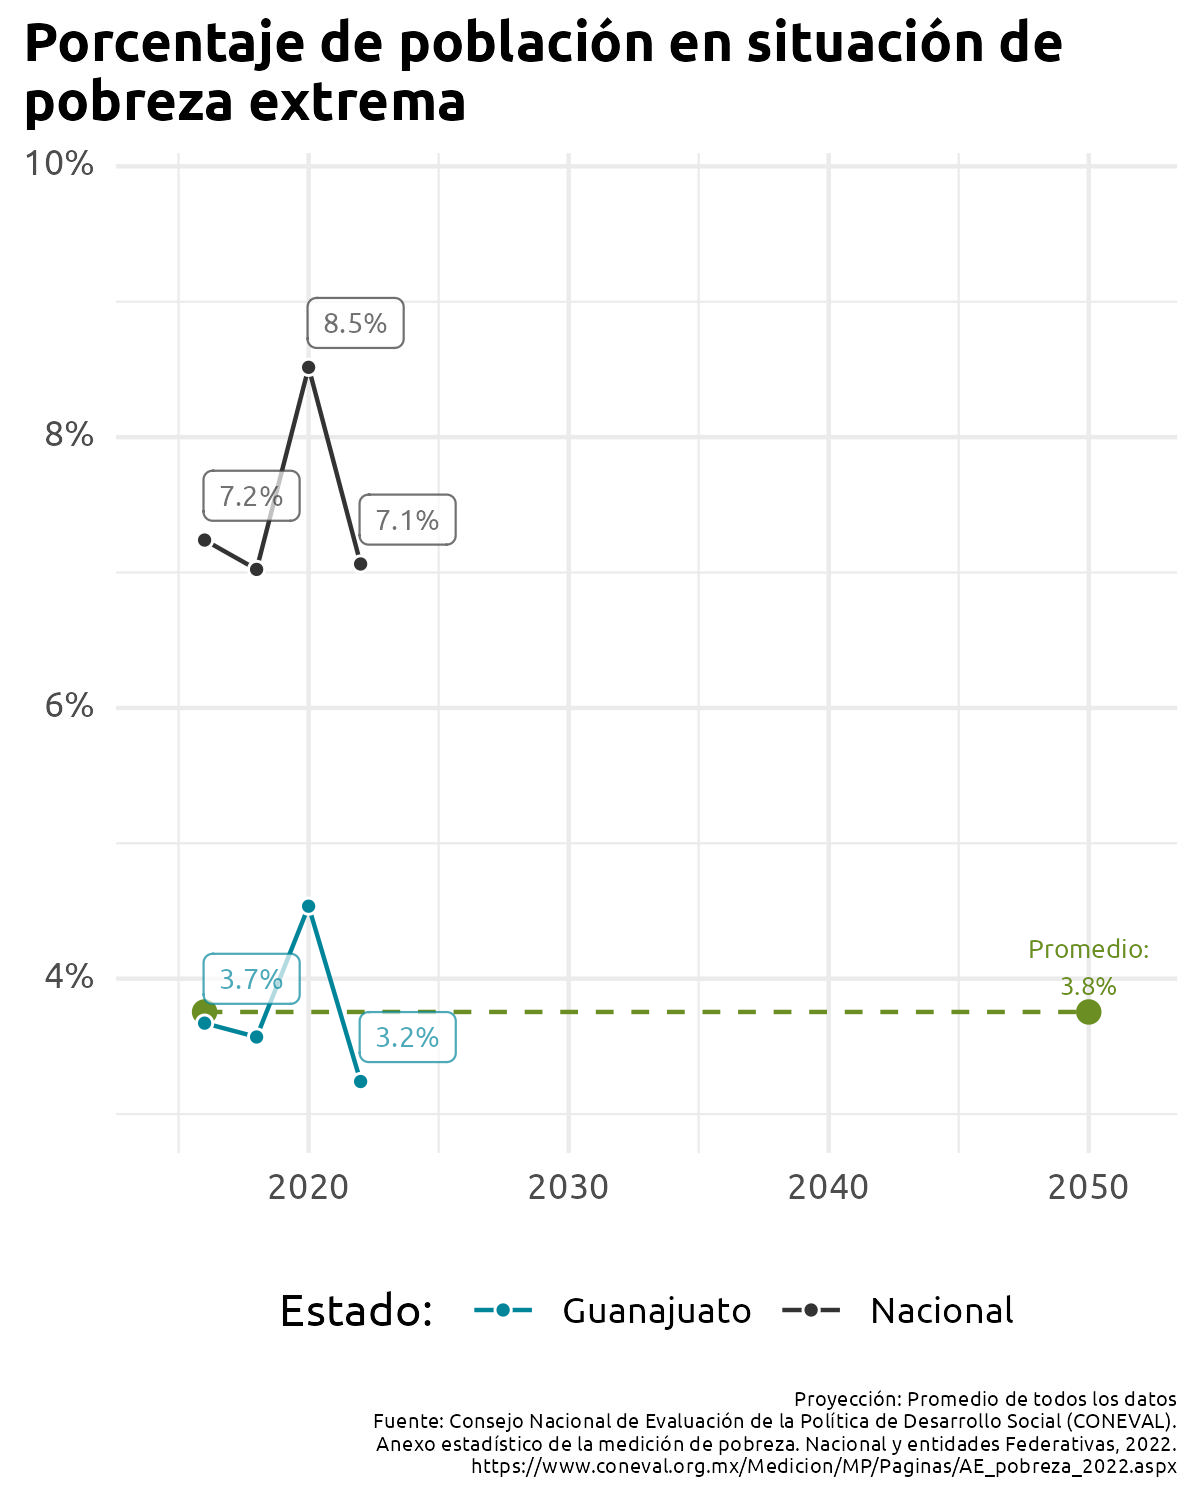 Porcentaje de población en situación de
pobreza extrema
10%
8.5%
8%
7.2%
7.1%
6%
Promedio:
3.8%
4%
3.7%
3.2%
2020
2030
2040
2050
Estado:
Guanajuato
Nacional
Proyección: Promedio de todos los datos
Fuente: Consejo Nacional de Evaluación de la Política de Desarrollo Social (CONEVAL).
Anexo estadístico de la medición de pobreza. Nacional y entidades Federativas, 2022.
https://www.coneval.org.mx/Medicion/MP/Paginas/AE_pobreza_2022.aspx